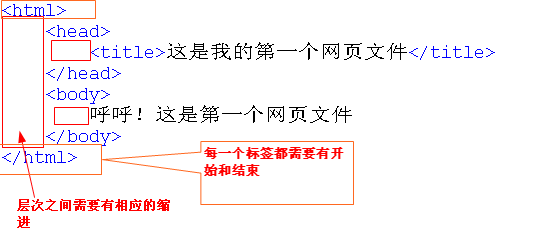 <html>
<head>
<title>这是我的第一个网页文件</title>
</head>
<body>
呼呼！这是第一个网页文件
</body>
</html>
每一个标签都需要有开
始和结束
层次之间需要有相应的缩
进